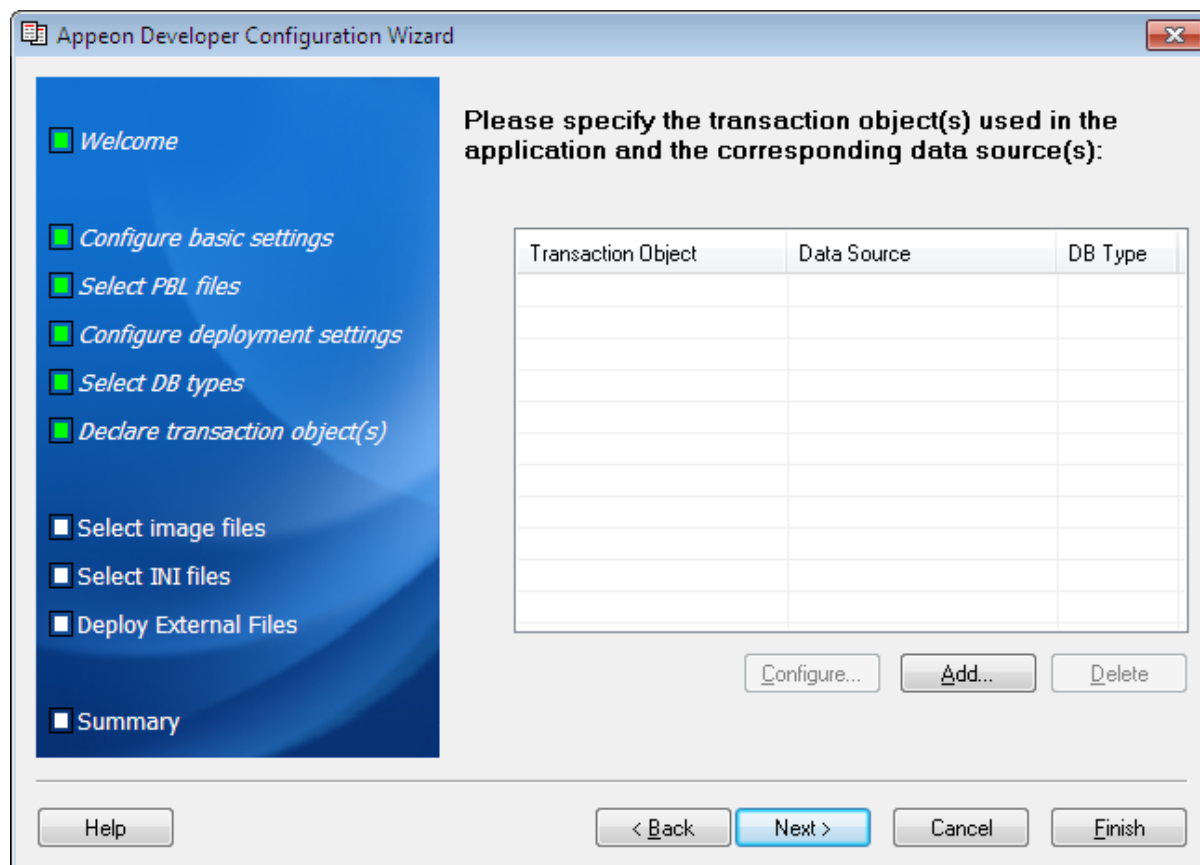 Appeon Developer Configuration Wizard
Welcome
Configure basic settings
Select PBL files
Configure deployment settings
Select DB types
Declare transaction object(s)
Select image files
Select INI files
Deploy External Files
Summary
Please specify the transaction object(s) used in the
application and the corresponding data source(s):
Transaction Object Data Source DB Type
Configure... Add... Delete
Help < Back Next > Cancel Finish